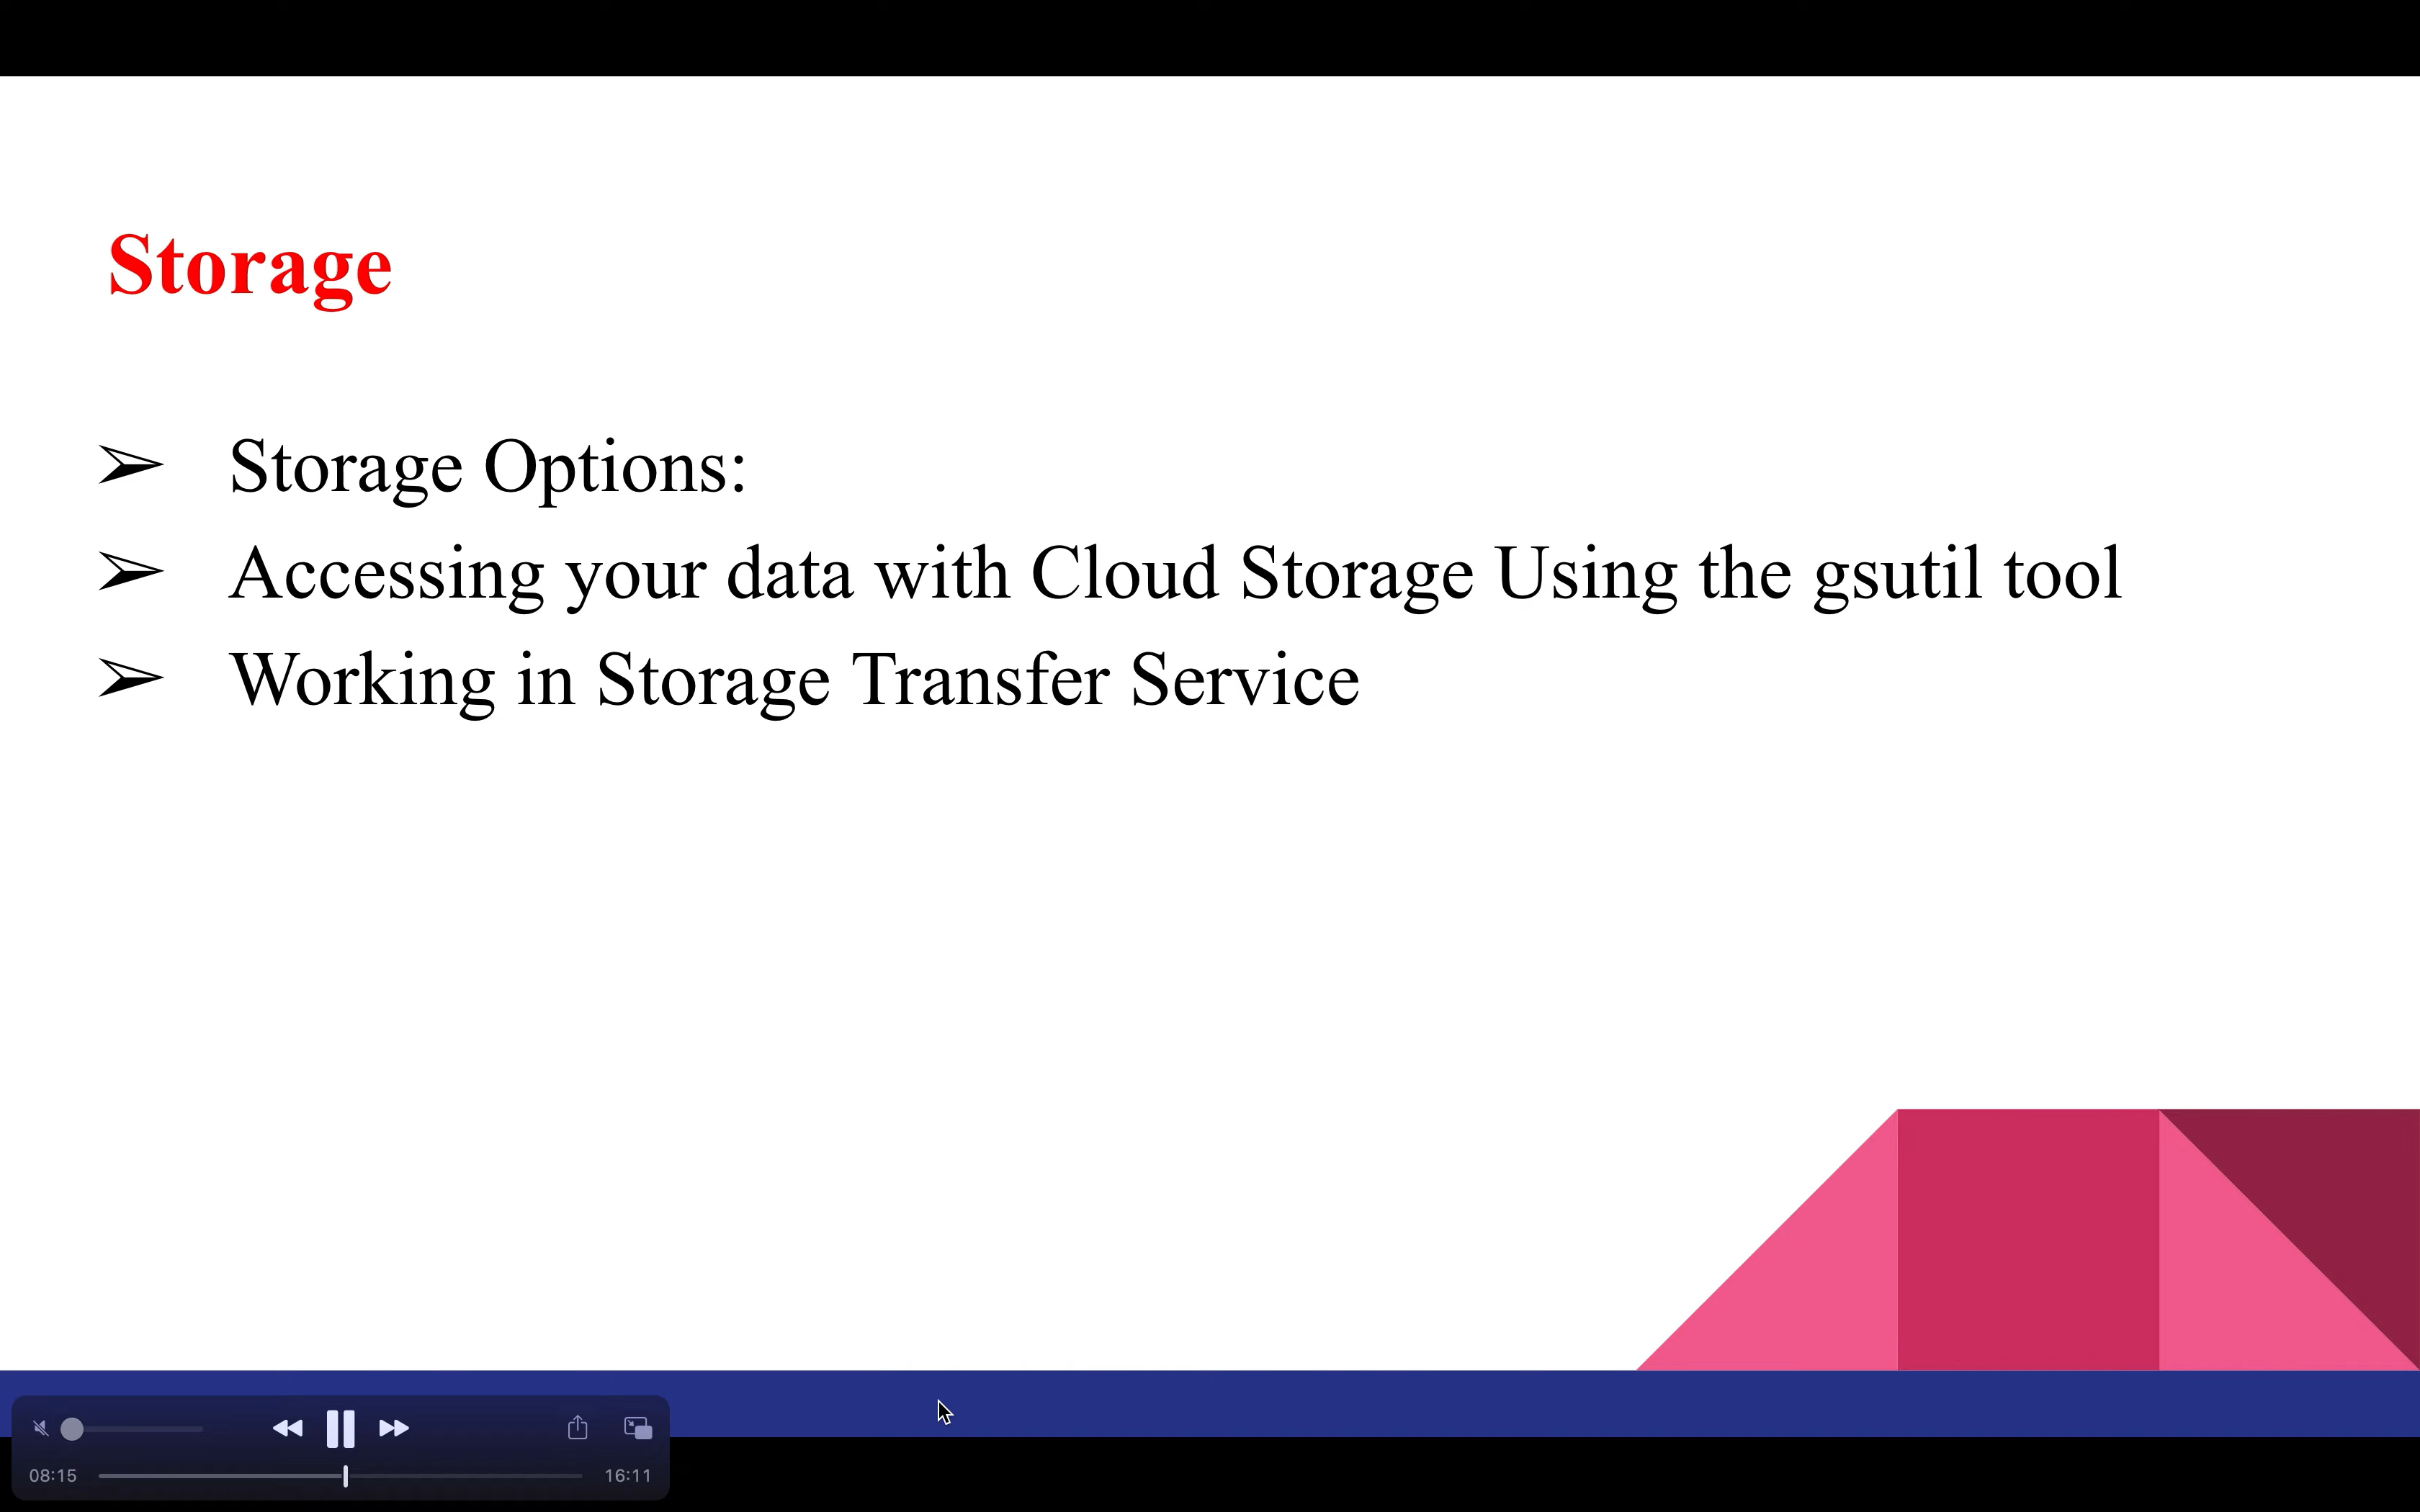 Storage
➢ Storage Options:
➢ Accessing your data with Cloud Storage Using the gsutil tool
➢ Working in Storage Transfer Service
08:15
16:11